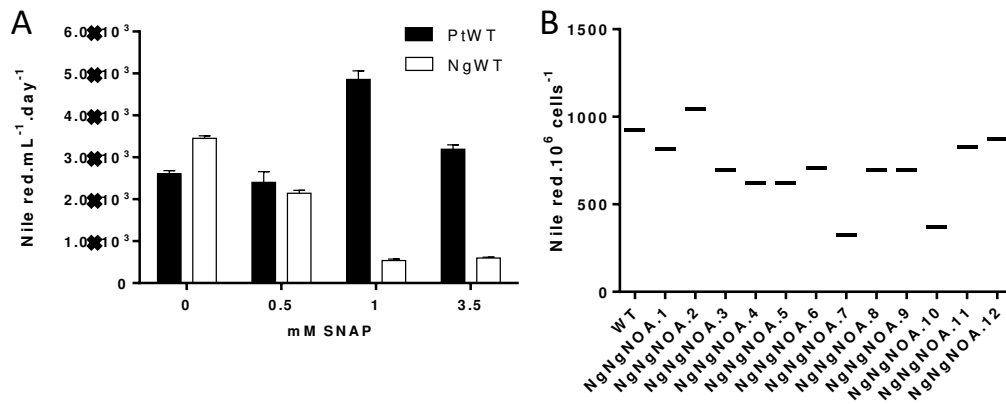 A
B
6.0✖10³
5.0✖10³
4.0✖10³
3.0✖10³
2.0✖10³
1.0✖10³
0
Nile red.mL⁻¹.day⁻¹
PtWT
NgWT
0 0.5 1 3.5
mM SNAP
1500
1000
500
0
Nile red.10⁶ cells⁻¹
WT
NgNgNOA.1
NgNgNOA.2
NgNgNOA.3
NgNgNOA.4
NgNgNOA.5
NgNgNOA.6
NgNgNOA.7
NgNgNOA.8
NgNgNOA.9
NgNgNOA.10
NgNgNOA.11
NgNgNOA.12